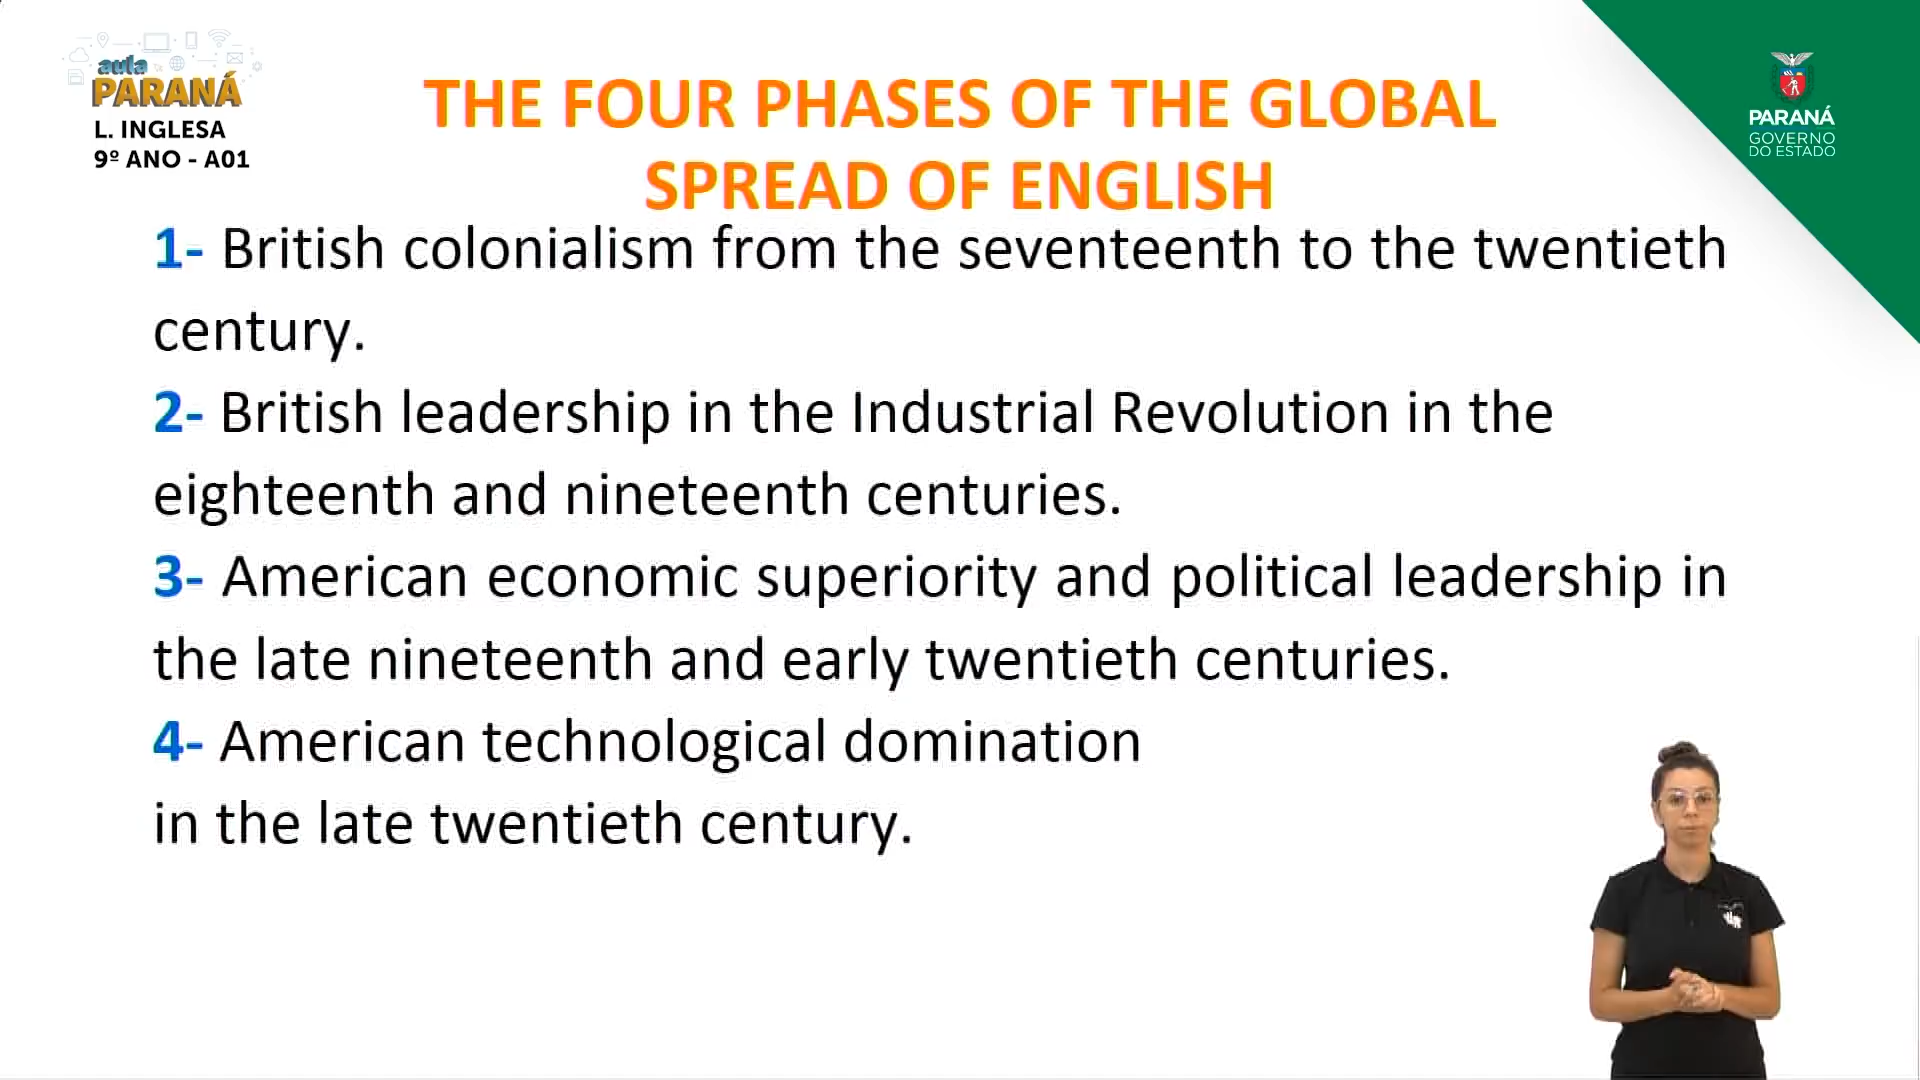 aula
PARANÁ
L. INGLESA
9º ANO - A01
PARANÁ
GOVERNO
DO ESTADO
THE FOUR PHASES OF THE GLOBAL
SPREAD OF ENGLISH
1- British colonialism from the seventeenth to the twentieth
century.
2- British leadership in the Industrial Revolution in the
eighteenth and nineteenth centuries.
3- American economic superiority and political leadership in
the late nineteenth and early twentieth centuries.
4- American technological domination
in the late twentieth century.